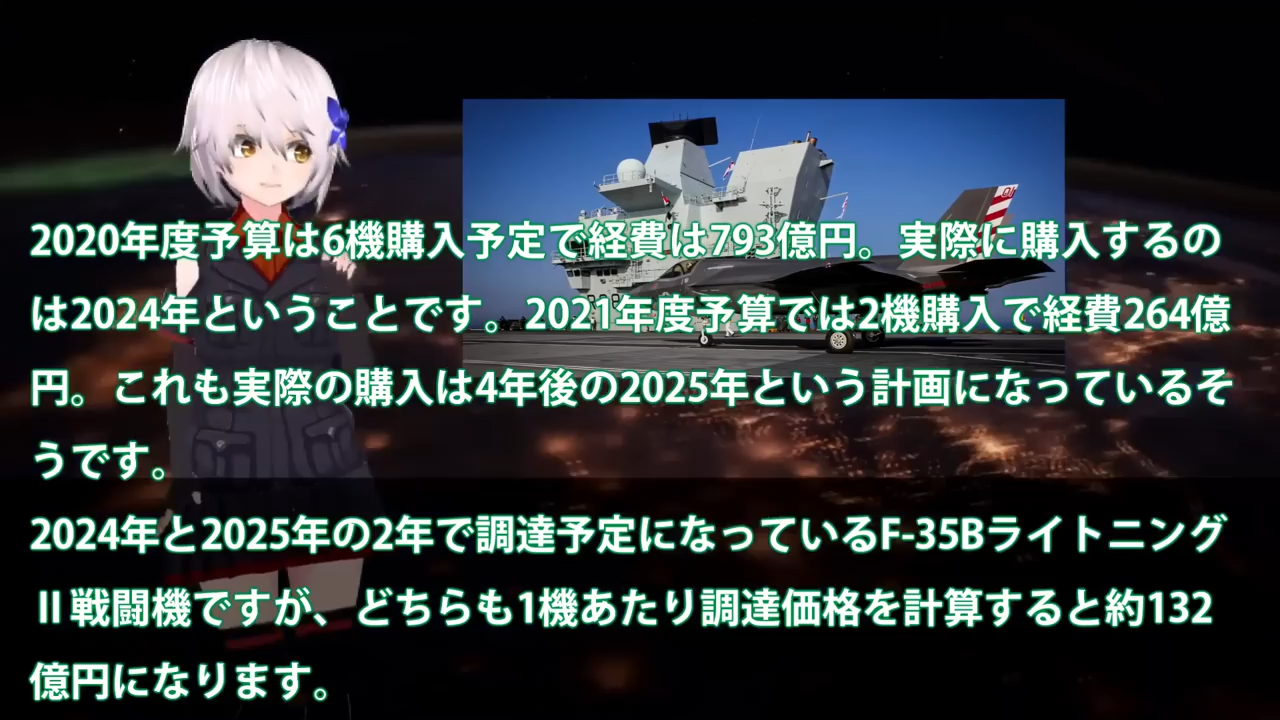 2020年度予算は6機購入予定で経費は793億円。実際に購入するの
は2024年ということです。2021年度予算では2機購入で経費264億
円。これも実際の購入は4年後の2025年という計画になっているそ
うです。
2024年と2025年の2年で調達予定になっているF-35Bライトニング
Ⅱ戦闘機ですが、どちらも1機あたり調達価格を計算すると約132
億円になります。